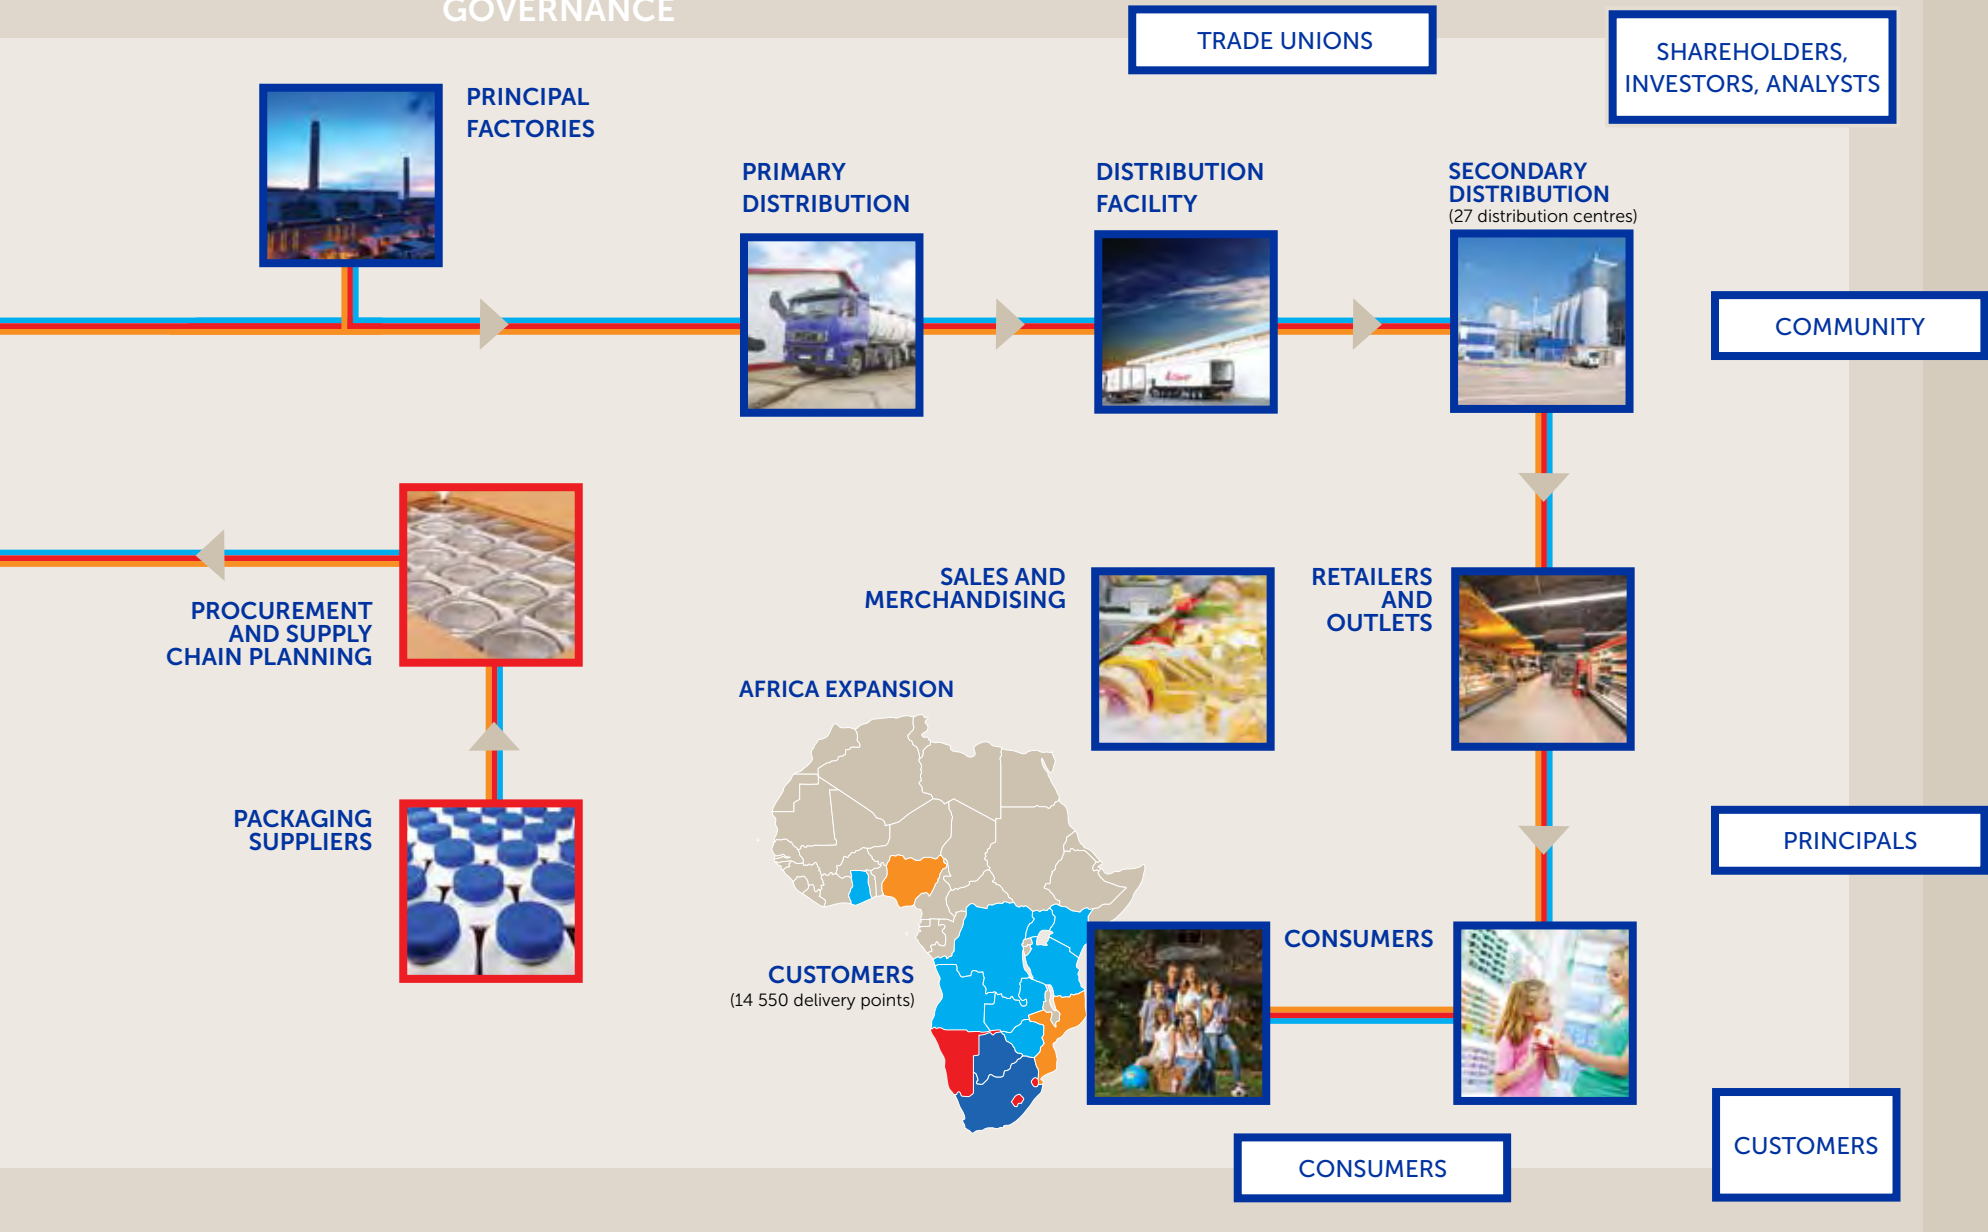 GOVERNANCE
TRADE UNIONS
SHAREHOLDERS,
INVESTORS, ANALYSTS
PRINCIPAL
FACTORIES
PRIMARY
DISTRIBUTION
DISTRIBUTION
FACILITY
SECONDARY
DISTRIBUTION
(27 distribution centres)
COMMUNITY
PROCUREMENT
AND SUPPLY
CHAIN PLANNING
SALES AND
MERCHANDISING
RETAILERS
AND
OUTLETS
AFRICA EXPANSION
PACKAGING
SUPPLIERS
PRINCIPALS
CUSTOMERS
(14 550 delivery points)
CONSUMERS
CONSUMERS
CUSTOMERS